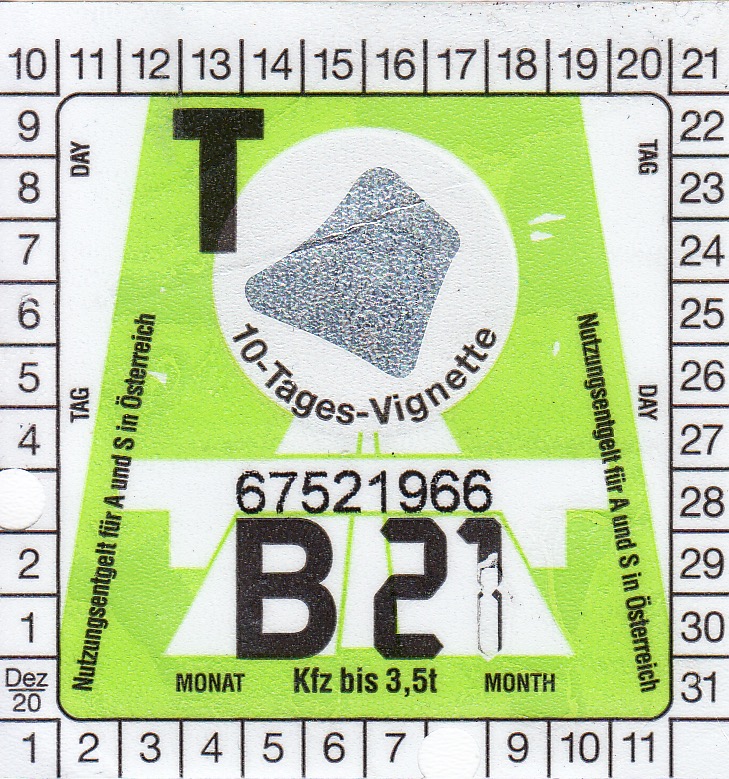 10 11 12 13 14 15 16 17 18 19 20 21
9
8
7
6
5
4
2
1
Dez
20
22
23
24
25
26
27
28
29
30
31
DAY
TAG
TAG
DAY
T
10-Tages-Vignette
Nutzungsentgelt für A und S in Österreich
Nutzungsentgelt für A und S in Österreich
67521966
B 21
MONAT Kfz bis 3,5t MONTH
1 2 3 4 5 6 7 9 10 11